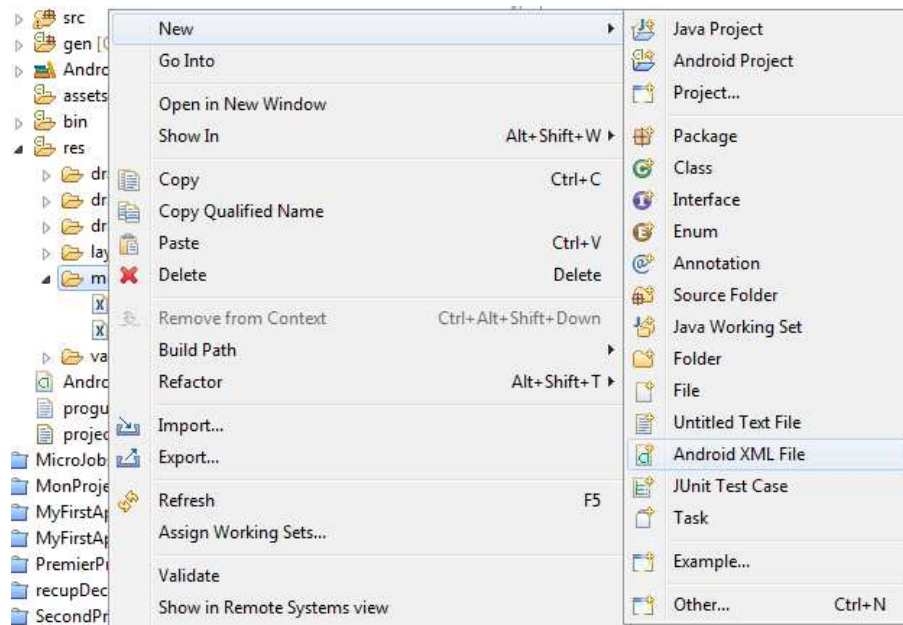 src
gen [
Andro
assets
bin
res
dr
dr
dr
lay
m
va
Andro
progu
projec
MicroJob
MonProje
MyFirstAp
MyFirstAp
PremierPr
recupDec
SecondPr
New
Go Into
Open in New Window
Show In Alt+Shift+W
Copy Ctrl+C
Copy Qualified Name
Paste Ctrl+V
Delete Delete
Remove from Context Ctrl+Alt+Shift+Down
Build Path
Refactor Alt+Shift+T
Import...
Export...
Refresh F5
Assign Working Sets...
Validate
Show in Remote Systems view
Java Project
Android Project
Project...
Package
Class
Interface
Enum
Annotation
Source Folder
Java Working Set
Folder
File
Untitled Text File
Android XML File
JUnit Test Case
Task
Example...
Other... Ctrl+N